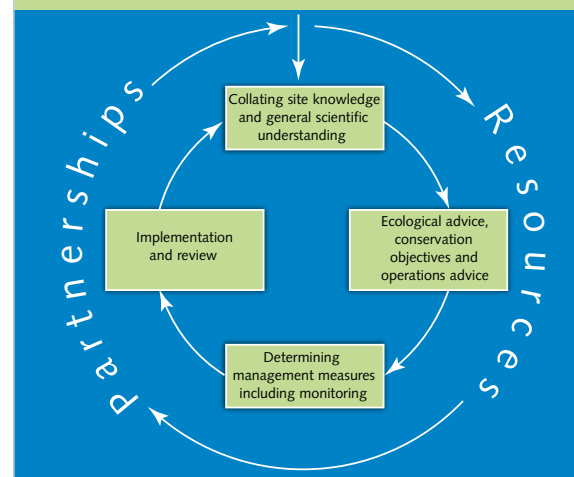 Partnerships
Resources
Collating site knowledge
and general scientific
understanding
Implementation
and review
Ecological advice,
conservation
objectives and
operations advice
Determining
management measures
including monitoring